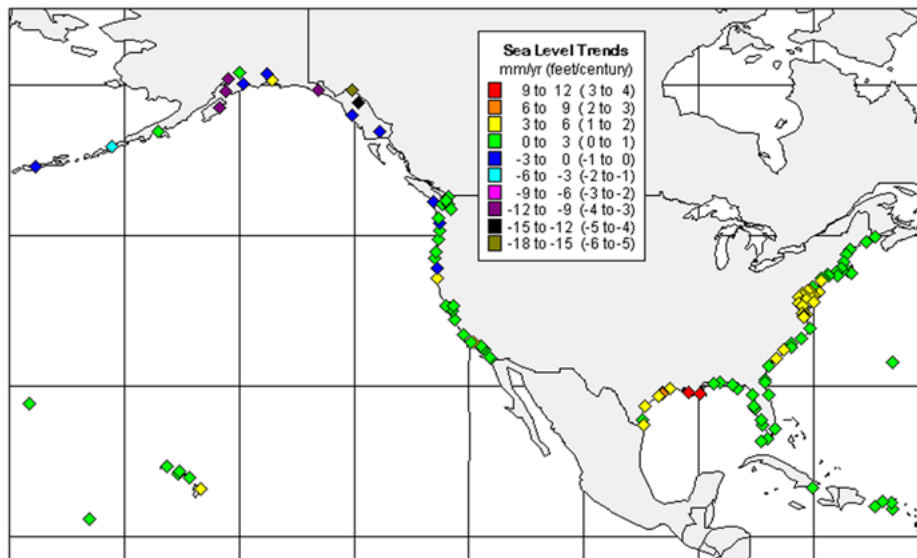 Sea Level Trends
mm/yr (feet/century)
9 to 12 (3 to 4)
6 to 9 (2 to 3)
3 to 6 (1 to 2)
0 to 3 (0 to 1)
-3 to 0 (-1 to 0)
-6 to -3 (-2 to -1)
-9 to -6 (-3 to -2)
-12 to -9 (-4 to -3)
-15 to -12 (-5 to -4)
-18 to -15 (-6 to -5)